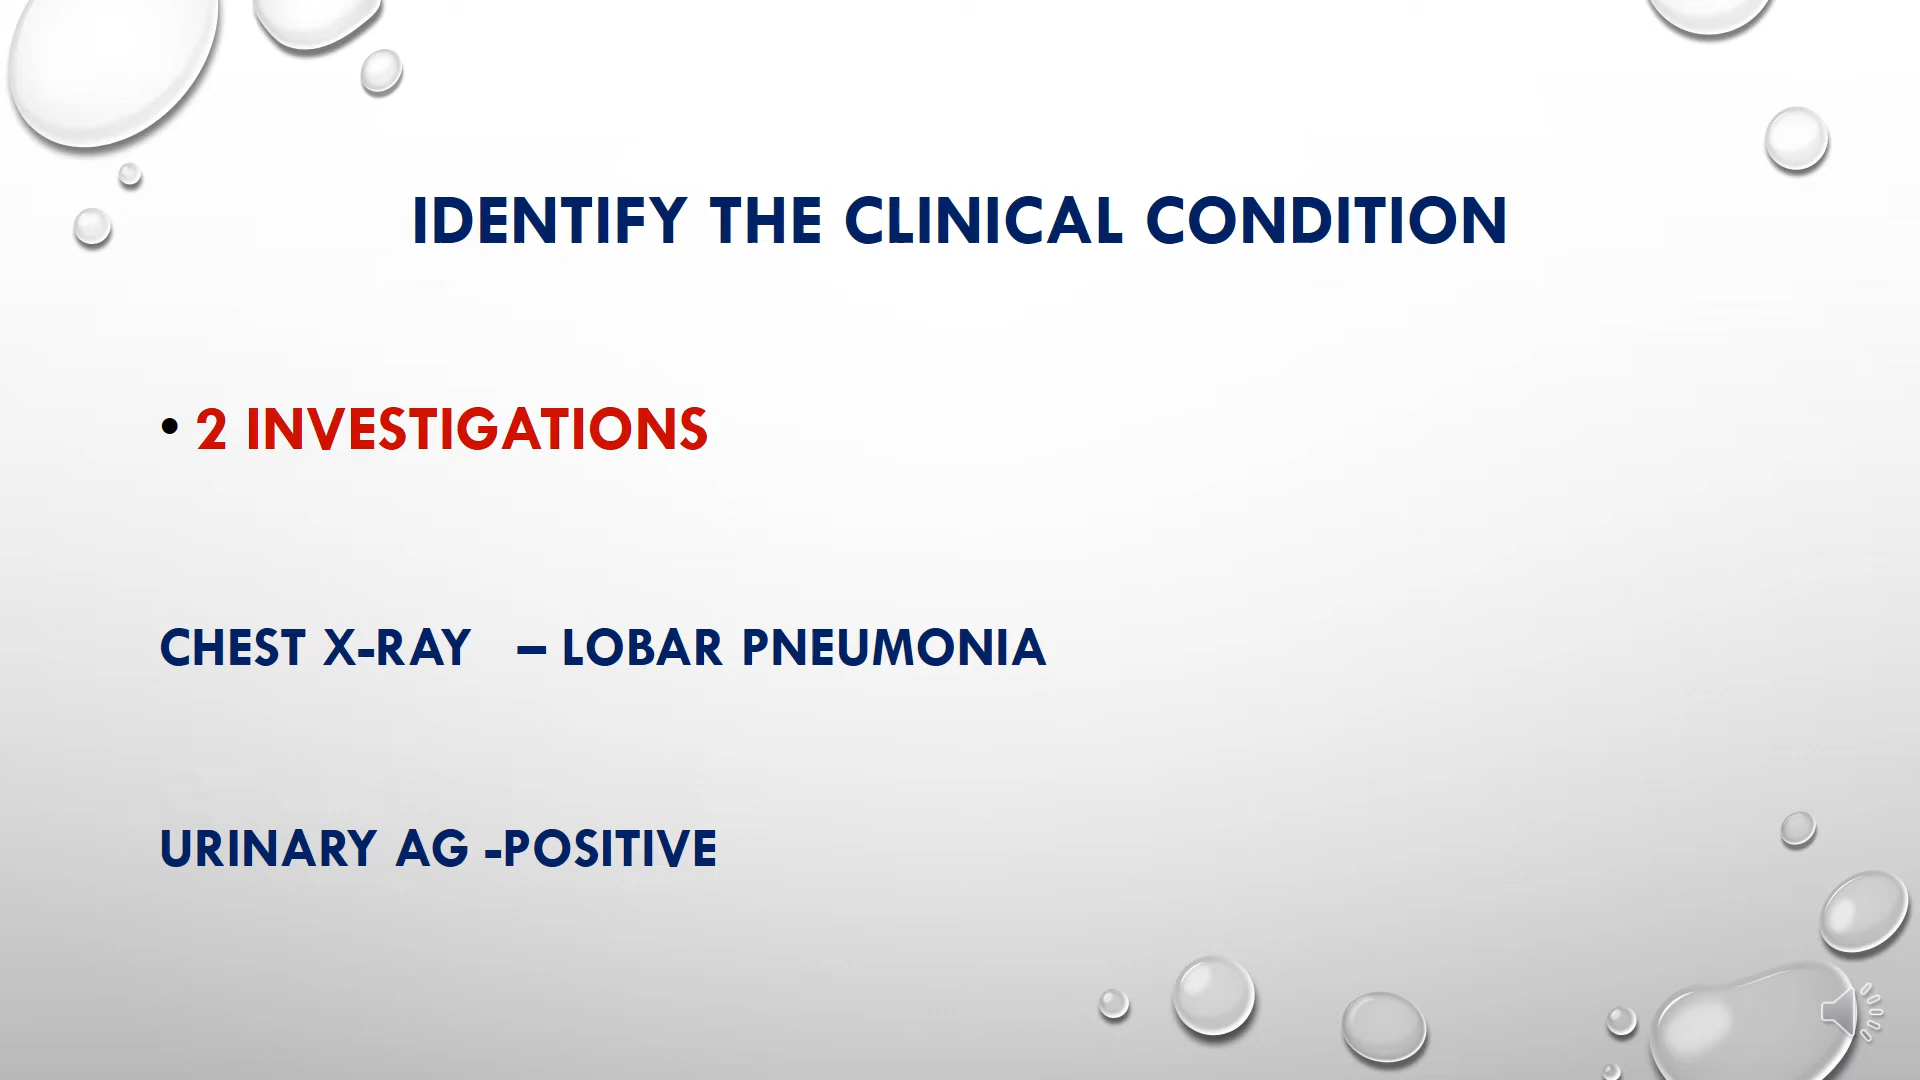 IDENTIFY THE CLINICAL CONDITION
• 2 INVESTIGATIONS
CHEST X-RAY – LOBAR PNEUMONIA
URINARY AG -POSITIVE